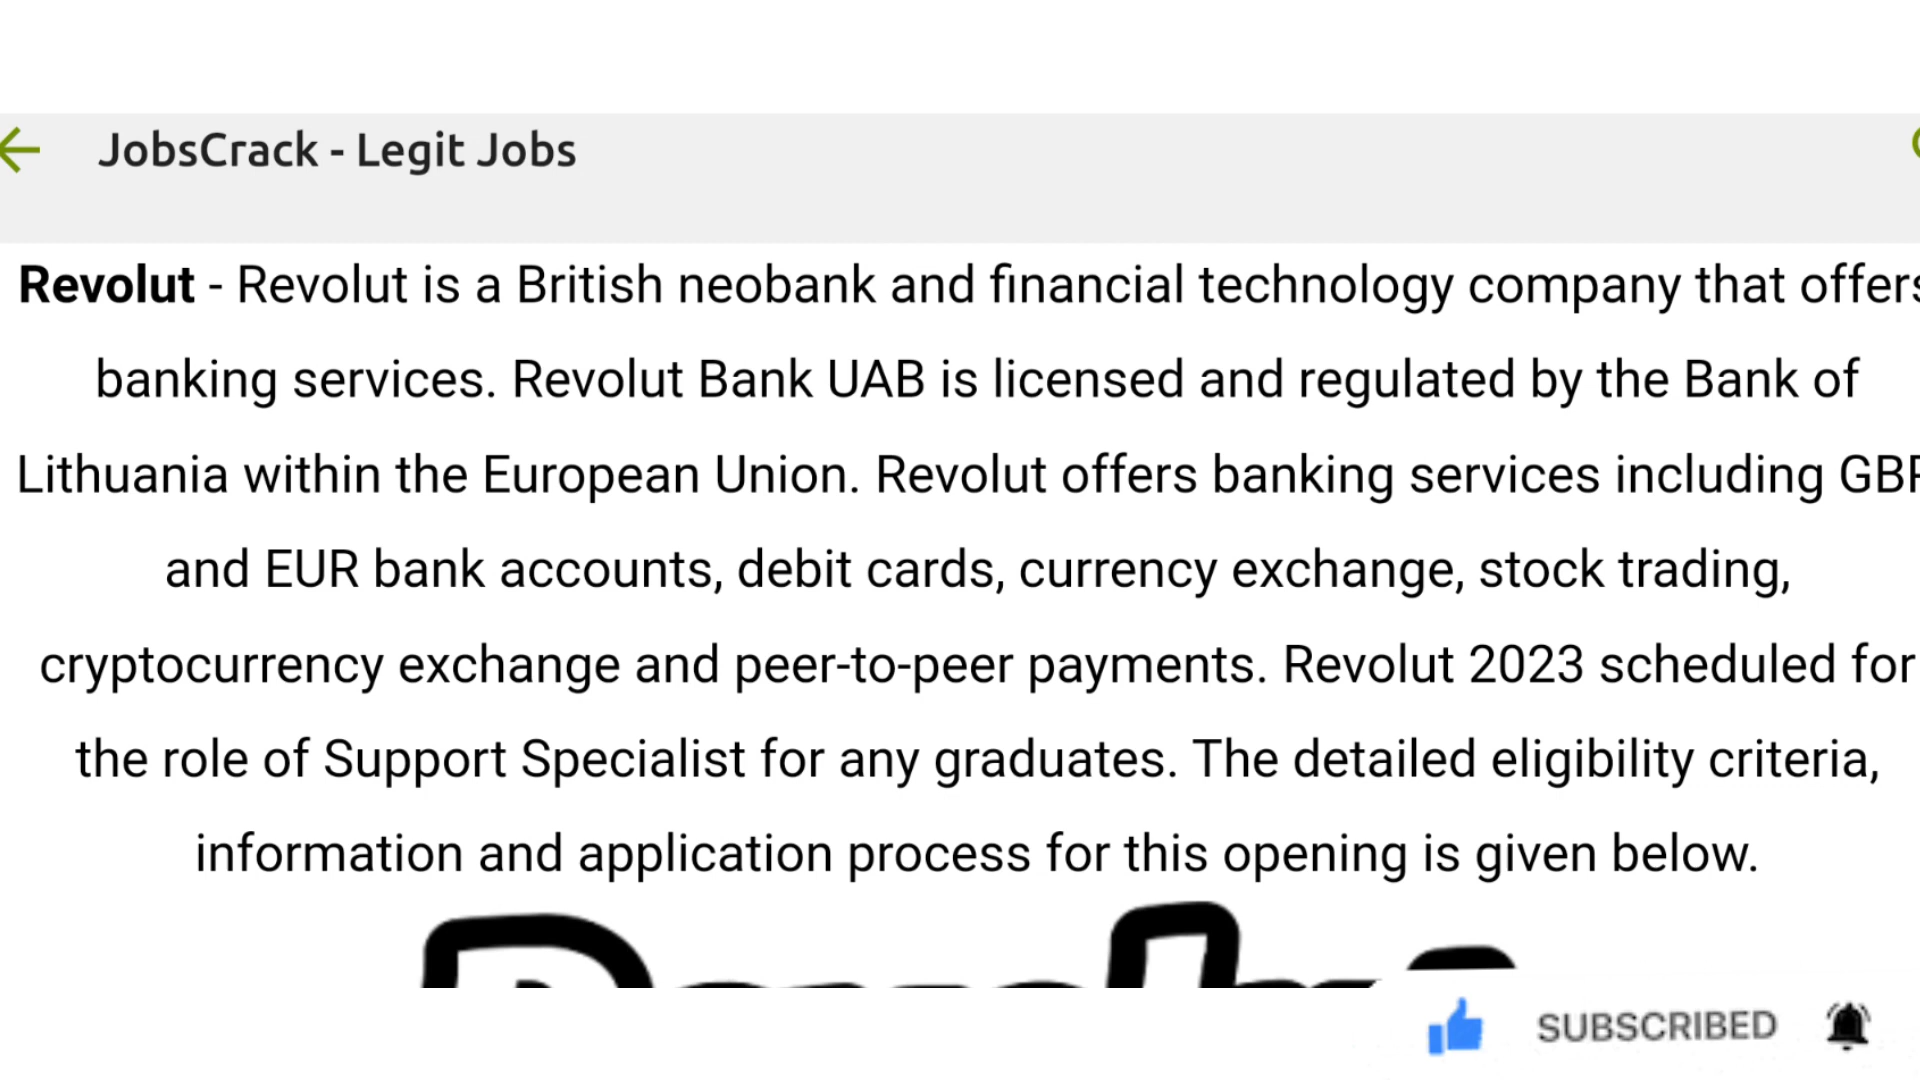 JobsCrack - Legit Jobs
Revolut - Revolut is a British neobank and financial technology company that offers
banking services. Revolut Bank UAB is licensed and regulated by the Bank of
Lithuania within the European Union. Revolut offers banking services including GBP
and EUR bank accounts, debit cards, currency exchange, stock trading,
cryptocurrency exchange and peer-to-peer payments. Revolut 2023 scheduled for
the role of Support Specialist for any graduates. The detailed eligibility criteria,
information and application process for this opening is given below.
SUBSCRIBED